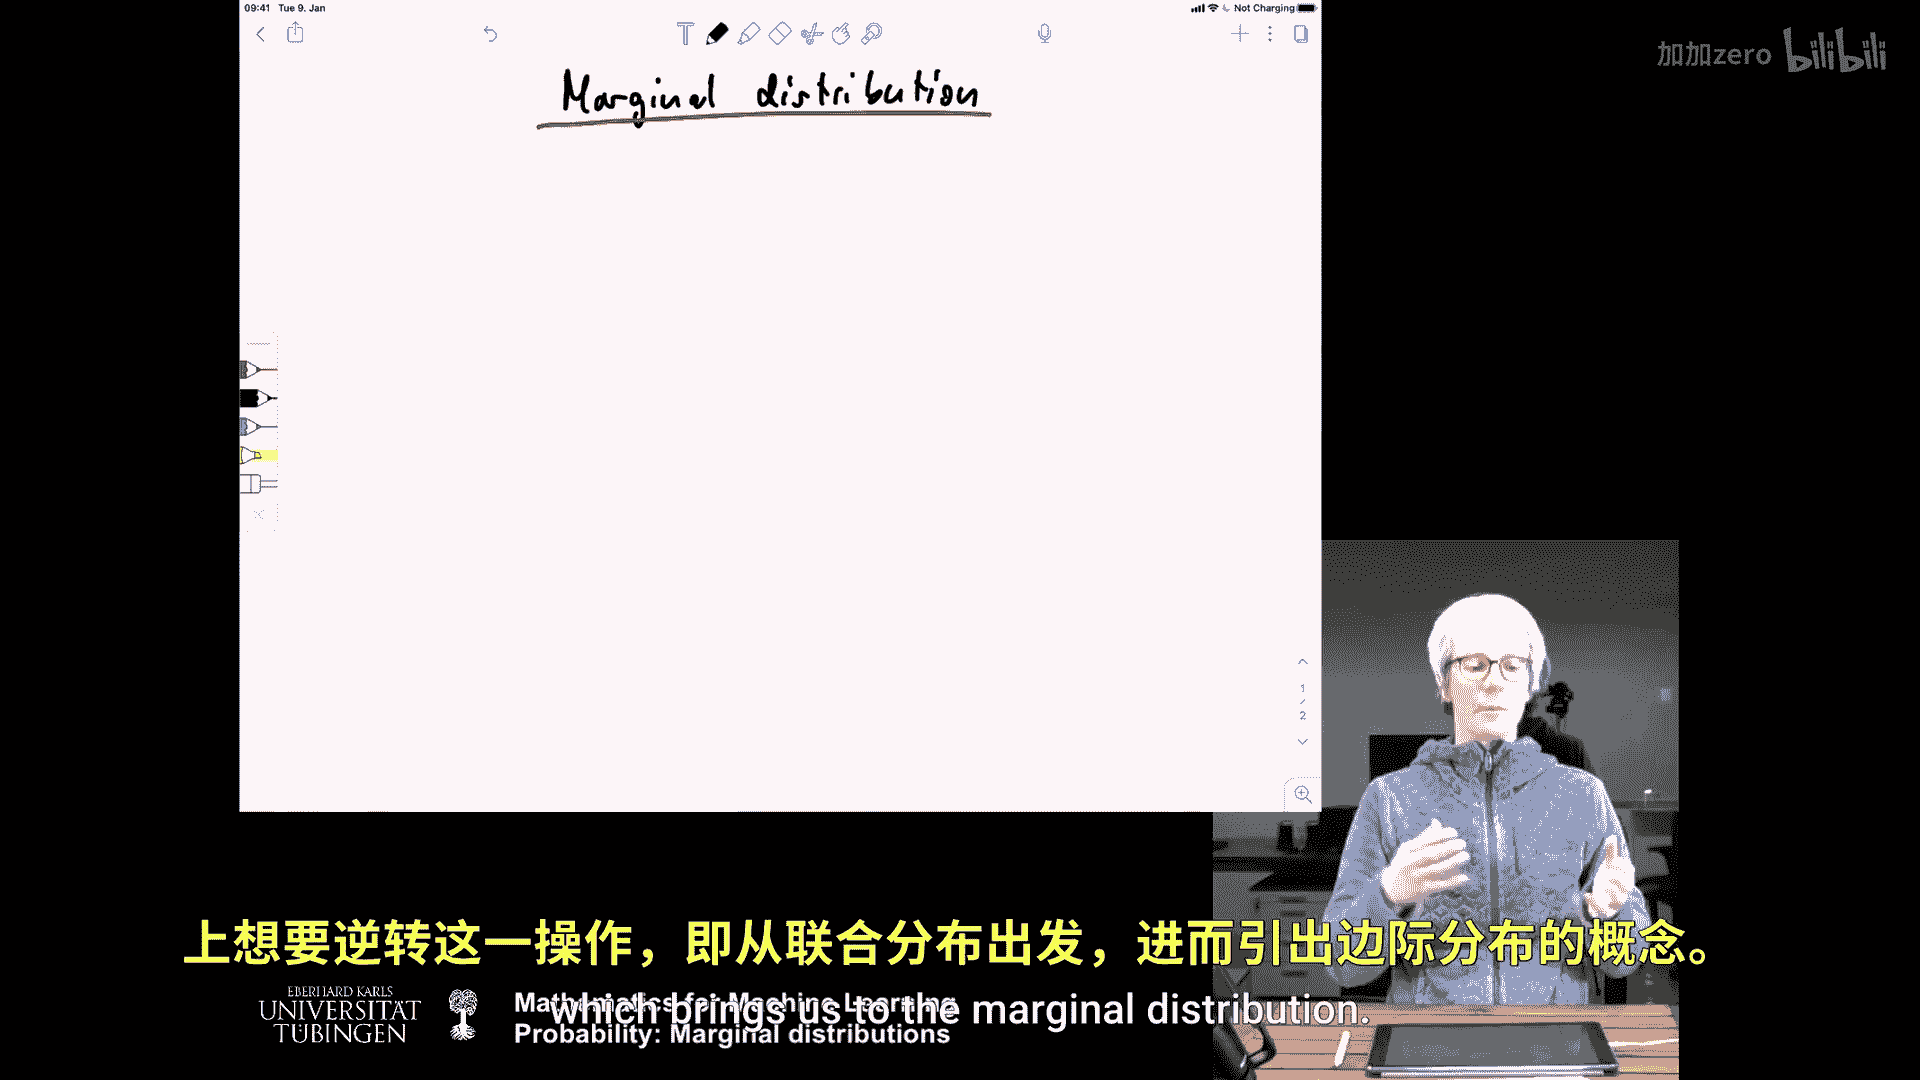 09:41 Tue 9. Jan
Not Charging
加加zero bilibili
Marginal distribution
1
2
上想要逆转这一操作，即从联合分布出发，进而引出边际分布的概念。
which brings us to the marginal distribution.
EBERHARD KARLS
UNIVERSITÄT
TÜBINGEN
Mathematics for Machine Learning
Probability: Marginal distributions